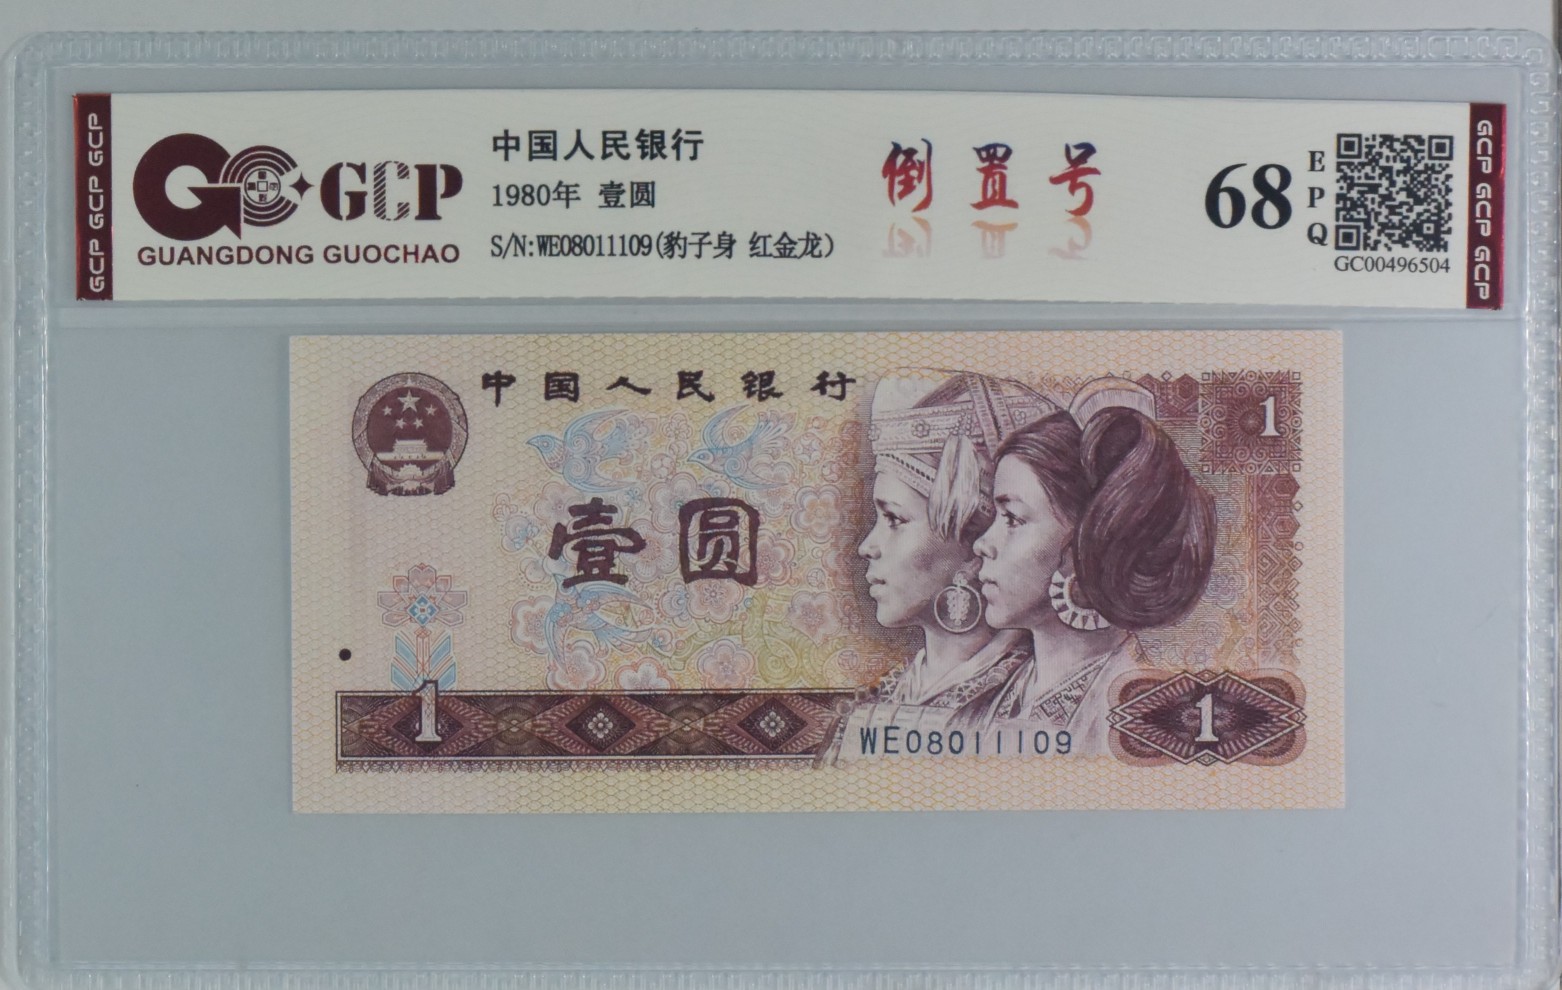 GCP GCP GCP
GCP
GUANGDONG GUOCHAO
中国人民银行
1980年 壹圆
S/N:WE08011109(豹子身 红金龙)
倒置号
68
EPQ
GC00496504
GCP GCP GCP
中国人民银行
1
壹圆
1
WE08011109
1